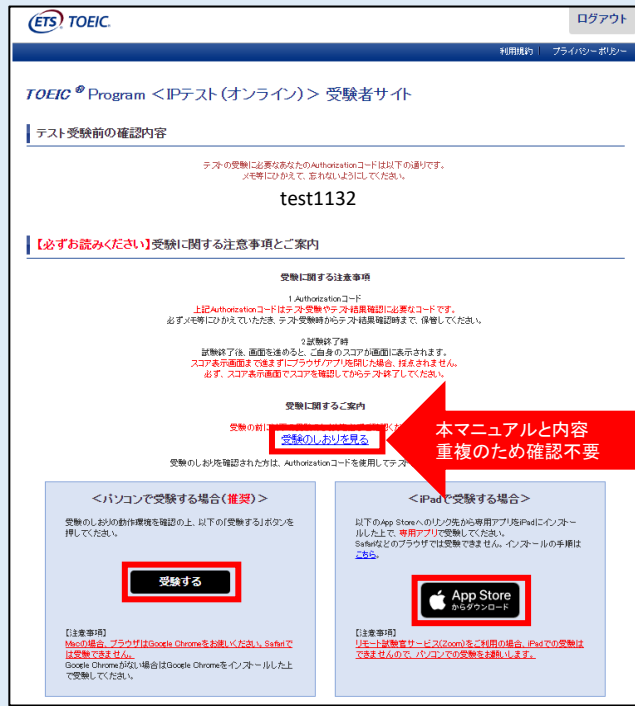 ETS TOEIC.
ログアウト
利用規約 | プライバシーポリシー
TOEIC ® Program <IPテスト(オンライン)> 受験者サイト
テスト受験前の確認内容
テストの受験に必要なあなたのAuthorizationコードは以下の通りです。
メモ等にひかえて、忘れないようにしてください。
test1132
【必ずお読みください】受験に関する注意事項とご案内
受験に関する注意事項
1.Authorizationコード
上記Authorizationコードはテスト受験やテスト結果確認に必要なコードです。
必ずメモ等にひかえていただき、テスト受験時からテスト結果確認時まで、保管してください。
2.試験終了時
試験終了後、画面を進めると、ご自身のスコアが画面に表示されます。
スコア表示画面まで進まずにブラウザ/アプリを閉じた場合、採点されません。
必ず、スコア表示画面でスコアを確認してからテスト終了してください。
受験に関するご案内
受験の前に
受験のしおりを見る
本マニュアルと内容
重複のため確認不要
受験のしおりを確認された方は、Authorizationコードを使用してテス
<パソコンで受験する場合(推奨)>
受験のしおりの動作環境を確認の上、以下の「受験する」ボタンを
押してください。
受験する
【注意事項】
Macの場合、ブラウザはGoogle Chromeをお使いください。Safariで
は受験できません。
Google Chromeがない場合はGoogle Chromeをインストールした上
で受験してください。
<iPadで受験する場合>
以下のApp Storeへのリンク先から専用アプリをiPadにインストー
ルした上で、専用アプリで受験してください。
Safariなどのブラウザでは受験できません。インストールの手順は
こちら。
App Store
からダウンロード
【注意事項】
リモート試験官サービス(Zoom)をご利用の場合、iPadでの受験は
できませんので、パソコンでの受験をお願いします。